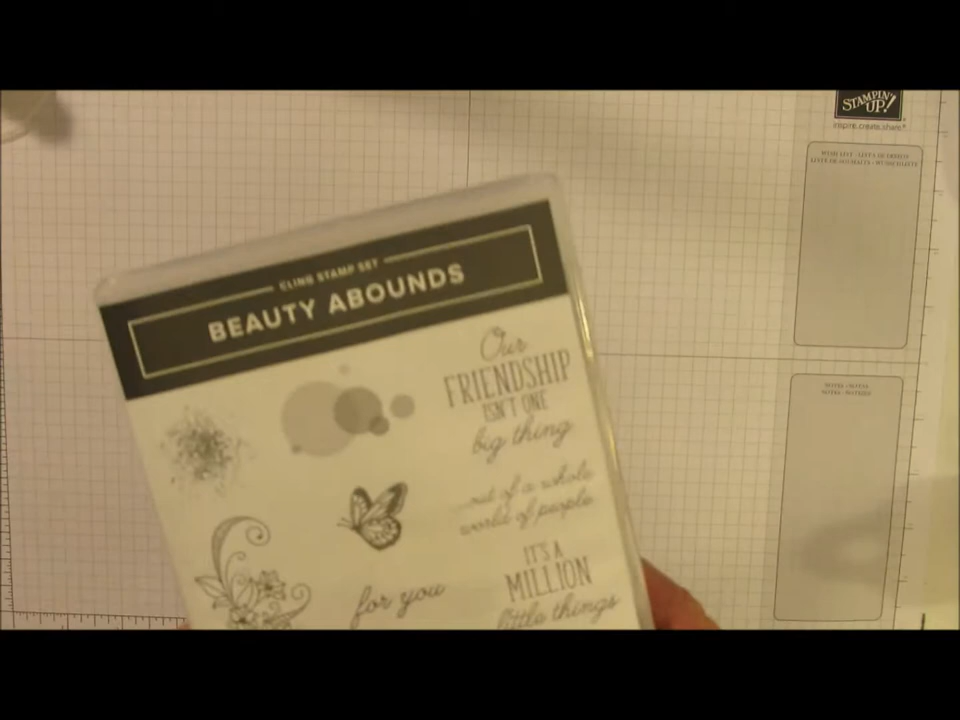 STAMPIN' UP!
inspire.create.share.
CLING STAMP SET
BEAUTY ABOUNDS
Our
FRIENDSHIP
ISN'T ONE
big thing
...out of a whole
world of people
for you
IT'S A
MILLION
little things